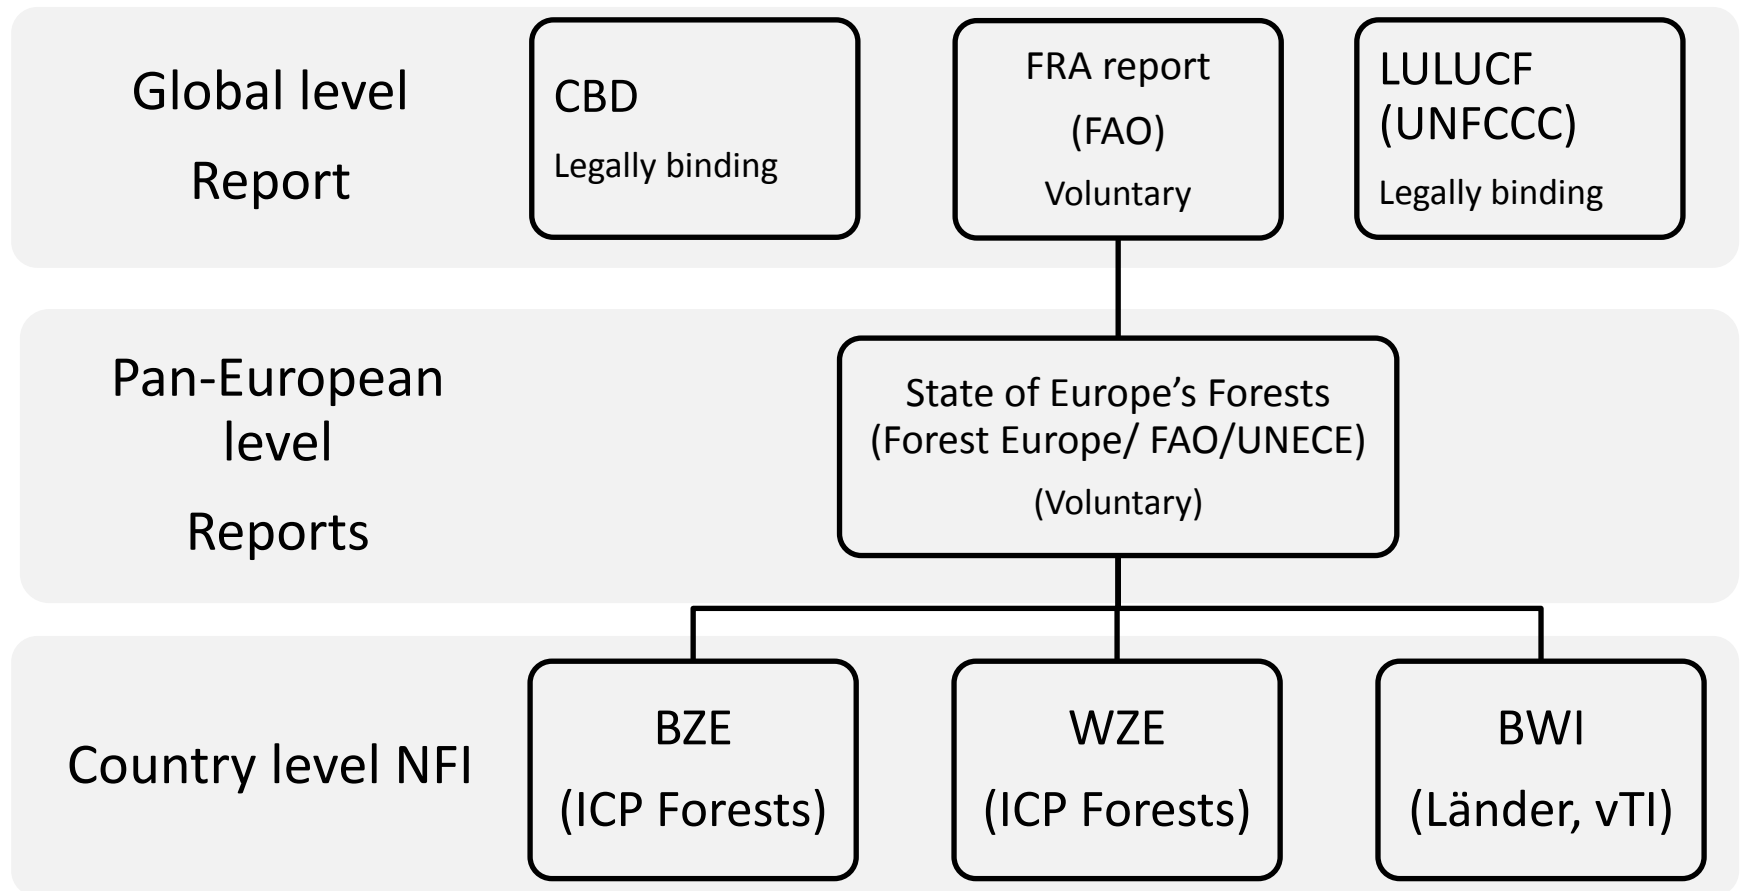 Global level
Report
CBD
Legally binding
FRA report
(FAO)
Voluntary
LULUCF
(UNFCCC)
Legally binding
Pan-European
level
Reports
State of Europe’s Forests
(Forest Europe/ FAO/UNECE)
(Voluntary)
Country level NFI
BZE
(ICP Forests)
WZE
(ICP Forests)
BWI
(Länder, vTI)